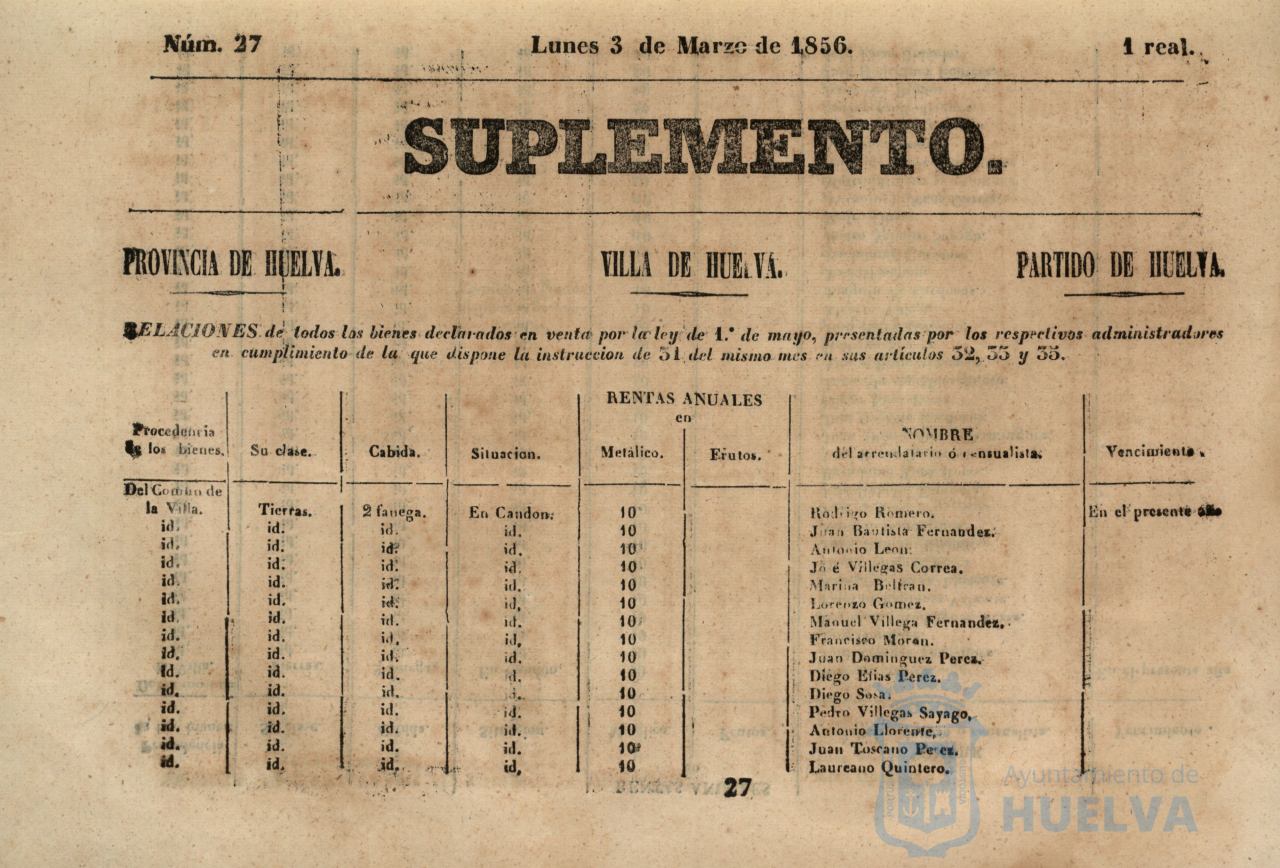 Núm. 27 Lunes 3 de Marzo de 1856. 1 real.
SUPLEMENTO.
PROVINCIA DE HUELVA. VILLA DE HUELVA. PARTIDO DE HUELVA.
RELACIONES de todos los bienes declarados en venta por la ley de 1.º de mayo, presentadas por los respectivos administradores
en cumplimiento de la que dispone la instruccion de 31 del mismo mes en sus artículos 32, 33 y 35.
RENTAS ANUALES
en
Procedencia NOMBRE
de los bienes. Su clase. Cabida. Situacion. Metálico. Frutos. del arrendatario ó censualista. Vencimiento.
Del Comun de
la Villa. Tierras. 2 fanega. En Candon. 10 Rodrigo Romero. En el presente año
id. id. id. id. 10 Juan Bautista Fernandez.
id. id. id. id. 10 Antonio Leon.
id. id. id. id. 10 Jo é Villegas Correa.
id. id. id. id. 10 Marina Beltran.
id. id. id. id, 10 Lorenzo Gomez,
id. id. id. id. 10 Manuel Villega Fernandez,
id. id. id, id, 10 Francisco Moran.
id. id. id. id. 10 Juan Dominguez Perez.
id. id. id. id. 10 Diego Elias Perez.
id. id. id. id. 10 Diego Sosa.
id. id. id. id. 10 Pedro Villegas Sayago,
id. id. id. id. 10 Antonio Llorente,
id. id. id. id. 10 Juan Toscano Perez.
id. id. id. id, 10 Laureano Quintero.
27
Ayuntamiento de
HUELVA